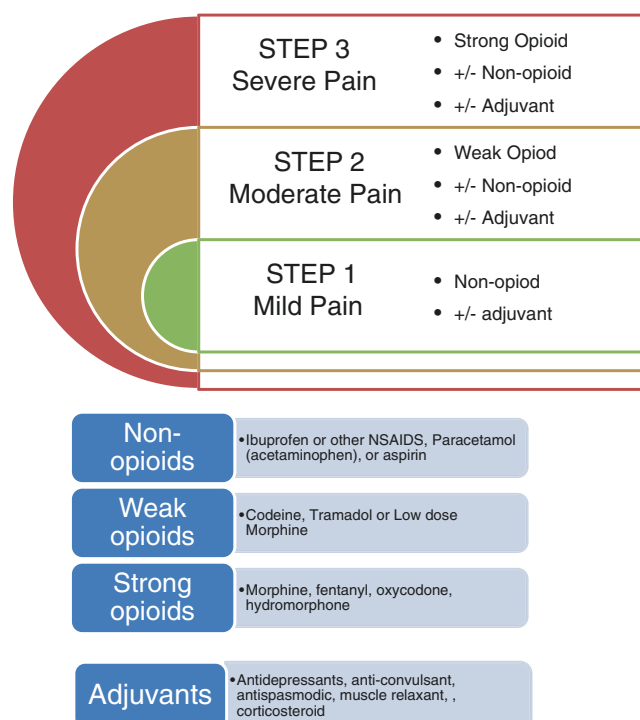 STEP 3
Severe Pain
• Strong Opioid
• +/- Non-opioid
• +/- Adjuvant
STEP 2
Moderate Pain
• Weak Opiod
• +/- Non-opioid
• +/- Adjuvant
STEP 1
Mild Pain
• Non-opiod
• +/- adjuvant
Non-
opioids
•Ibuprofen or other NSAIDS, Paracetamol
(acetaminophen), or aspirin
Weak
opioids
•Codeine, Tramadol or Low dose
Morphine
Strong
opioids
•Morphine, fentanyl, oxycodone,
hydromorphone
Adjuvants
•Antidepressants, anti-convulsant,
antispasmodic, muscle relaxant, ,
corticosteroid